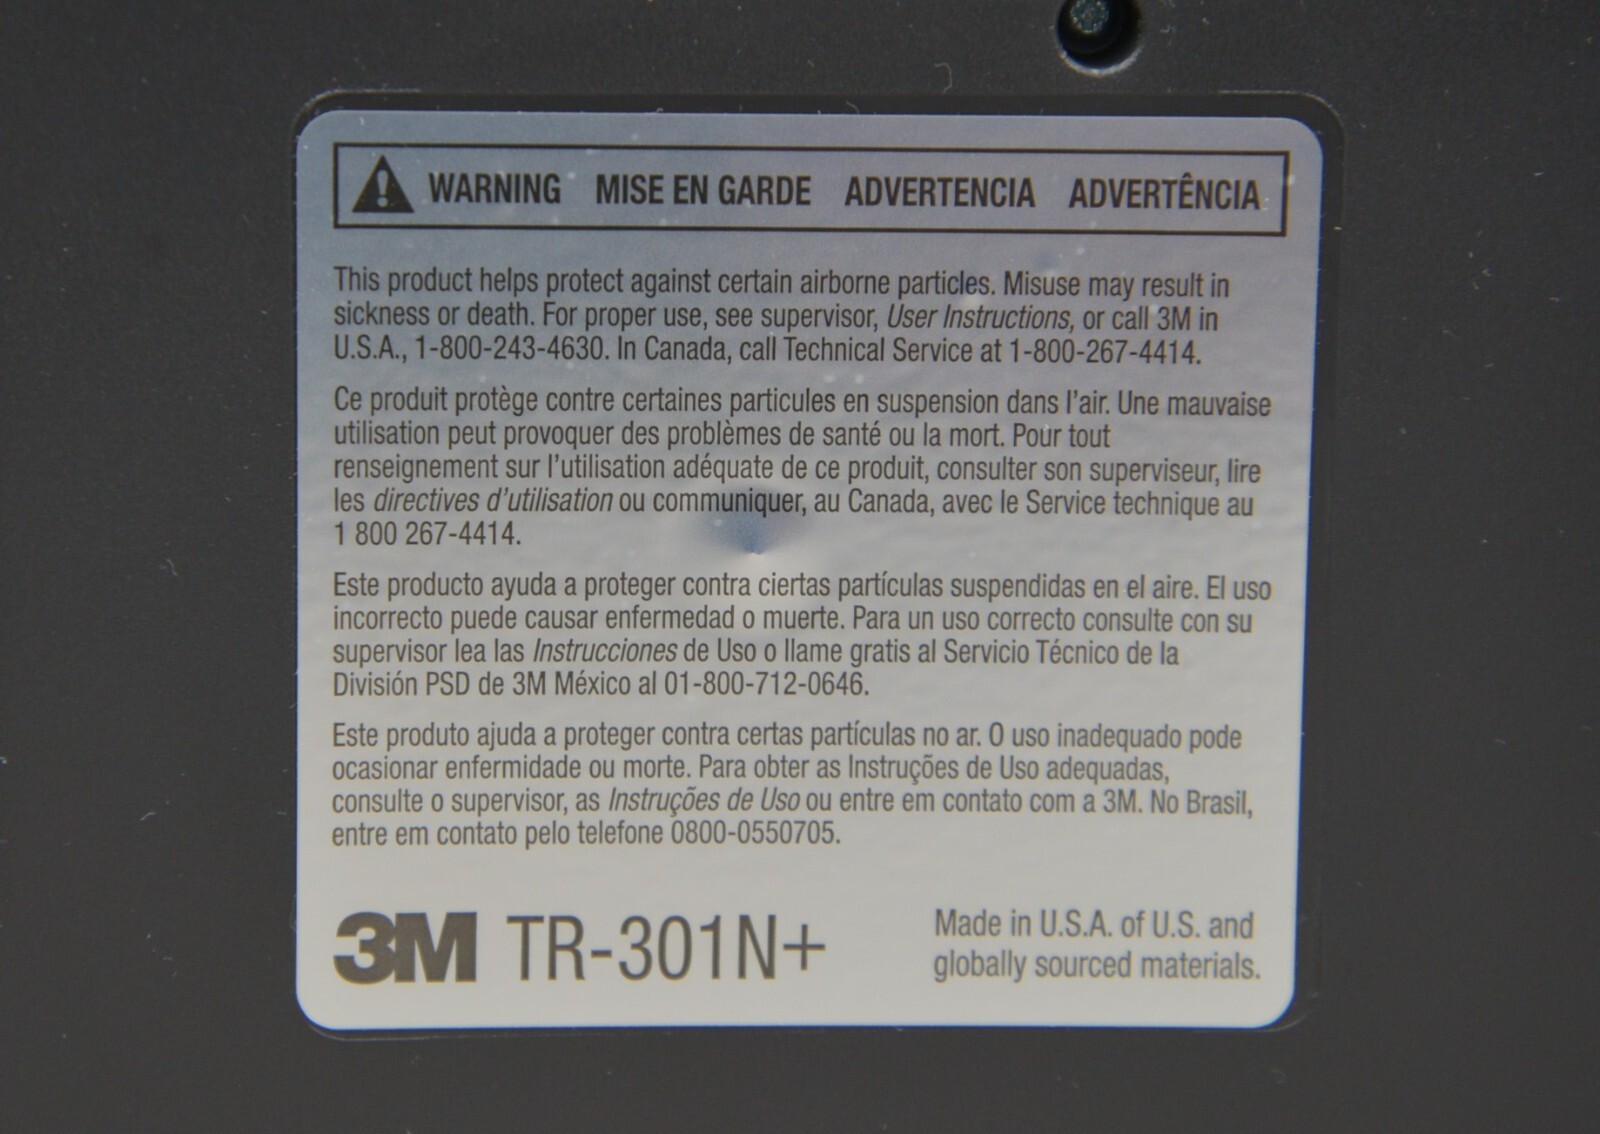 WARNING MISE EN GARDE ADVERTENCIA ADVERTÊNCIA
This product helps protect against certain airborne particles. Misuse may result in
sickness or death. For proper use, see supervisor, User Instructions, or call 3M in
U.S.A., 1-800-243-4630. In Canada, call Technical Service at 1-800-267-4414.
Ce produit protège contre certaines particules en suspension dans l'air. Une mauvaise
utilisation peut provoquer des problèmes de santé ou la mort. Pour tout
renseignement sur l'utilisation adéquate de ce produit, consulter son superviseur, lire
les directives d'utilisation ou communiquer, au Canada, avec le Service technique au
1 800 267-4414.
Este producto ayuda a proteger contra ciertas partículas suspendidas en el aire. El uso
incorrecto puede causar enfermedad o muerte. Para un uso correcto consulte con su
supervisor lea las Instrucciones de Uso o llame gratis al Servicio Técnico de la
División PSD de 3M México al 01-800-712-0646.
Este produto ajuda a proteger contra certas partículas no ar. O uso inadequado pode
ocasionar enfermidade ou morte. Para obter as Instruções de Uso adequadas,
consulte o supervisor, as Instruções de Uso ou entre em contato com a 3M. No Brasil,
entre em contato pelo telefone 0800-0550705.
3M TR-301N+
Made in U.S.A. of U.S. and
globally sourced materials.